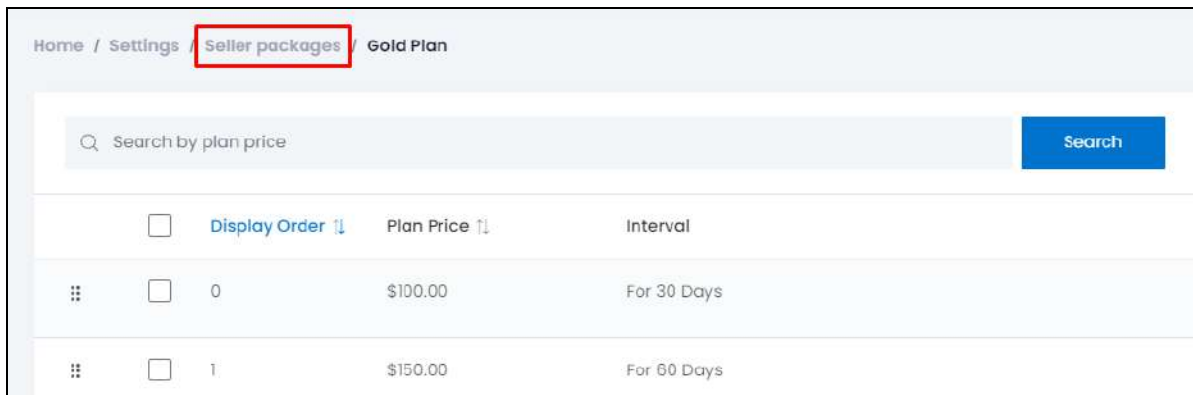 Home / Settings / Seller packages / Gold Plan
Search by plan price
Search
Display Order Plan Price Interval
0 $100.00 For 30 Days
1 $150.00 For 60 Days